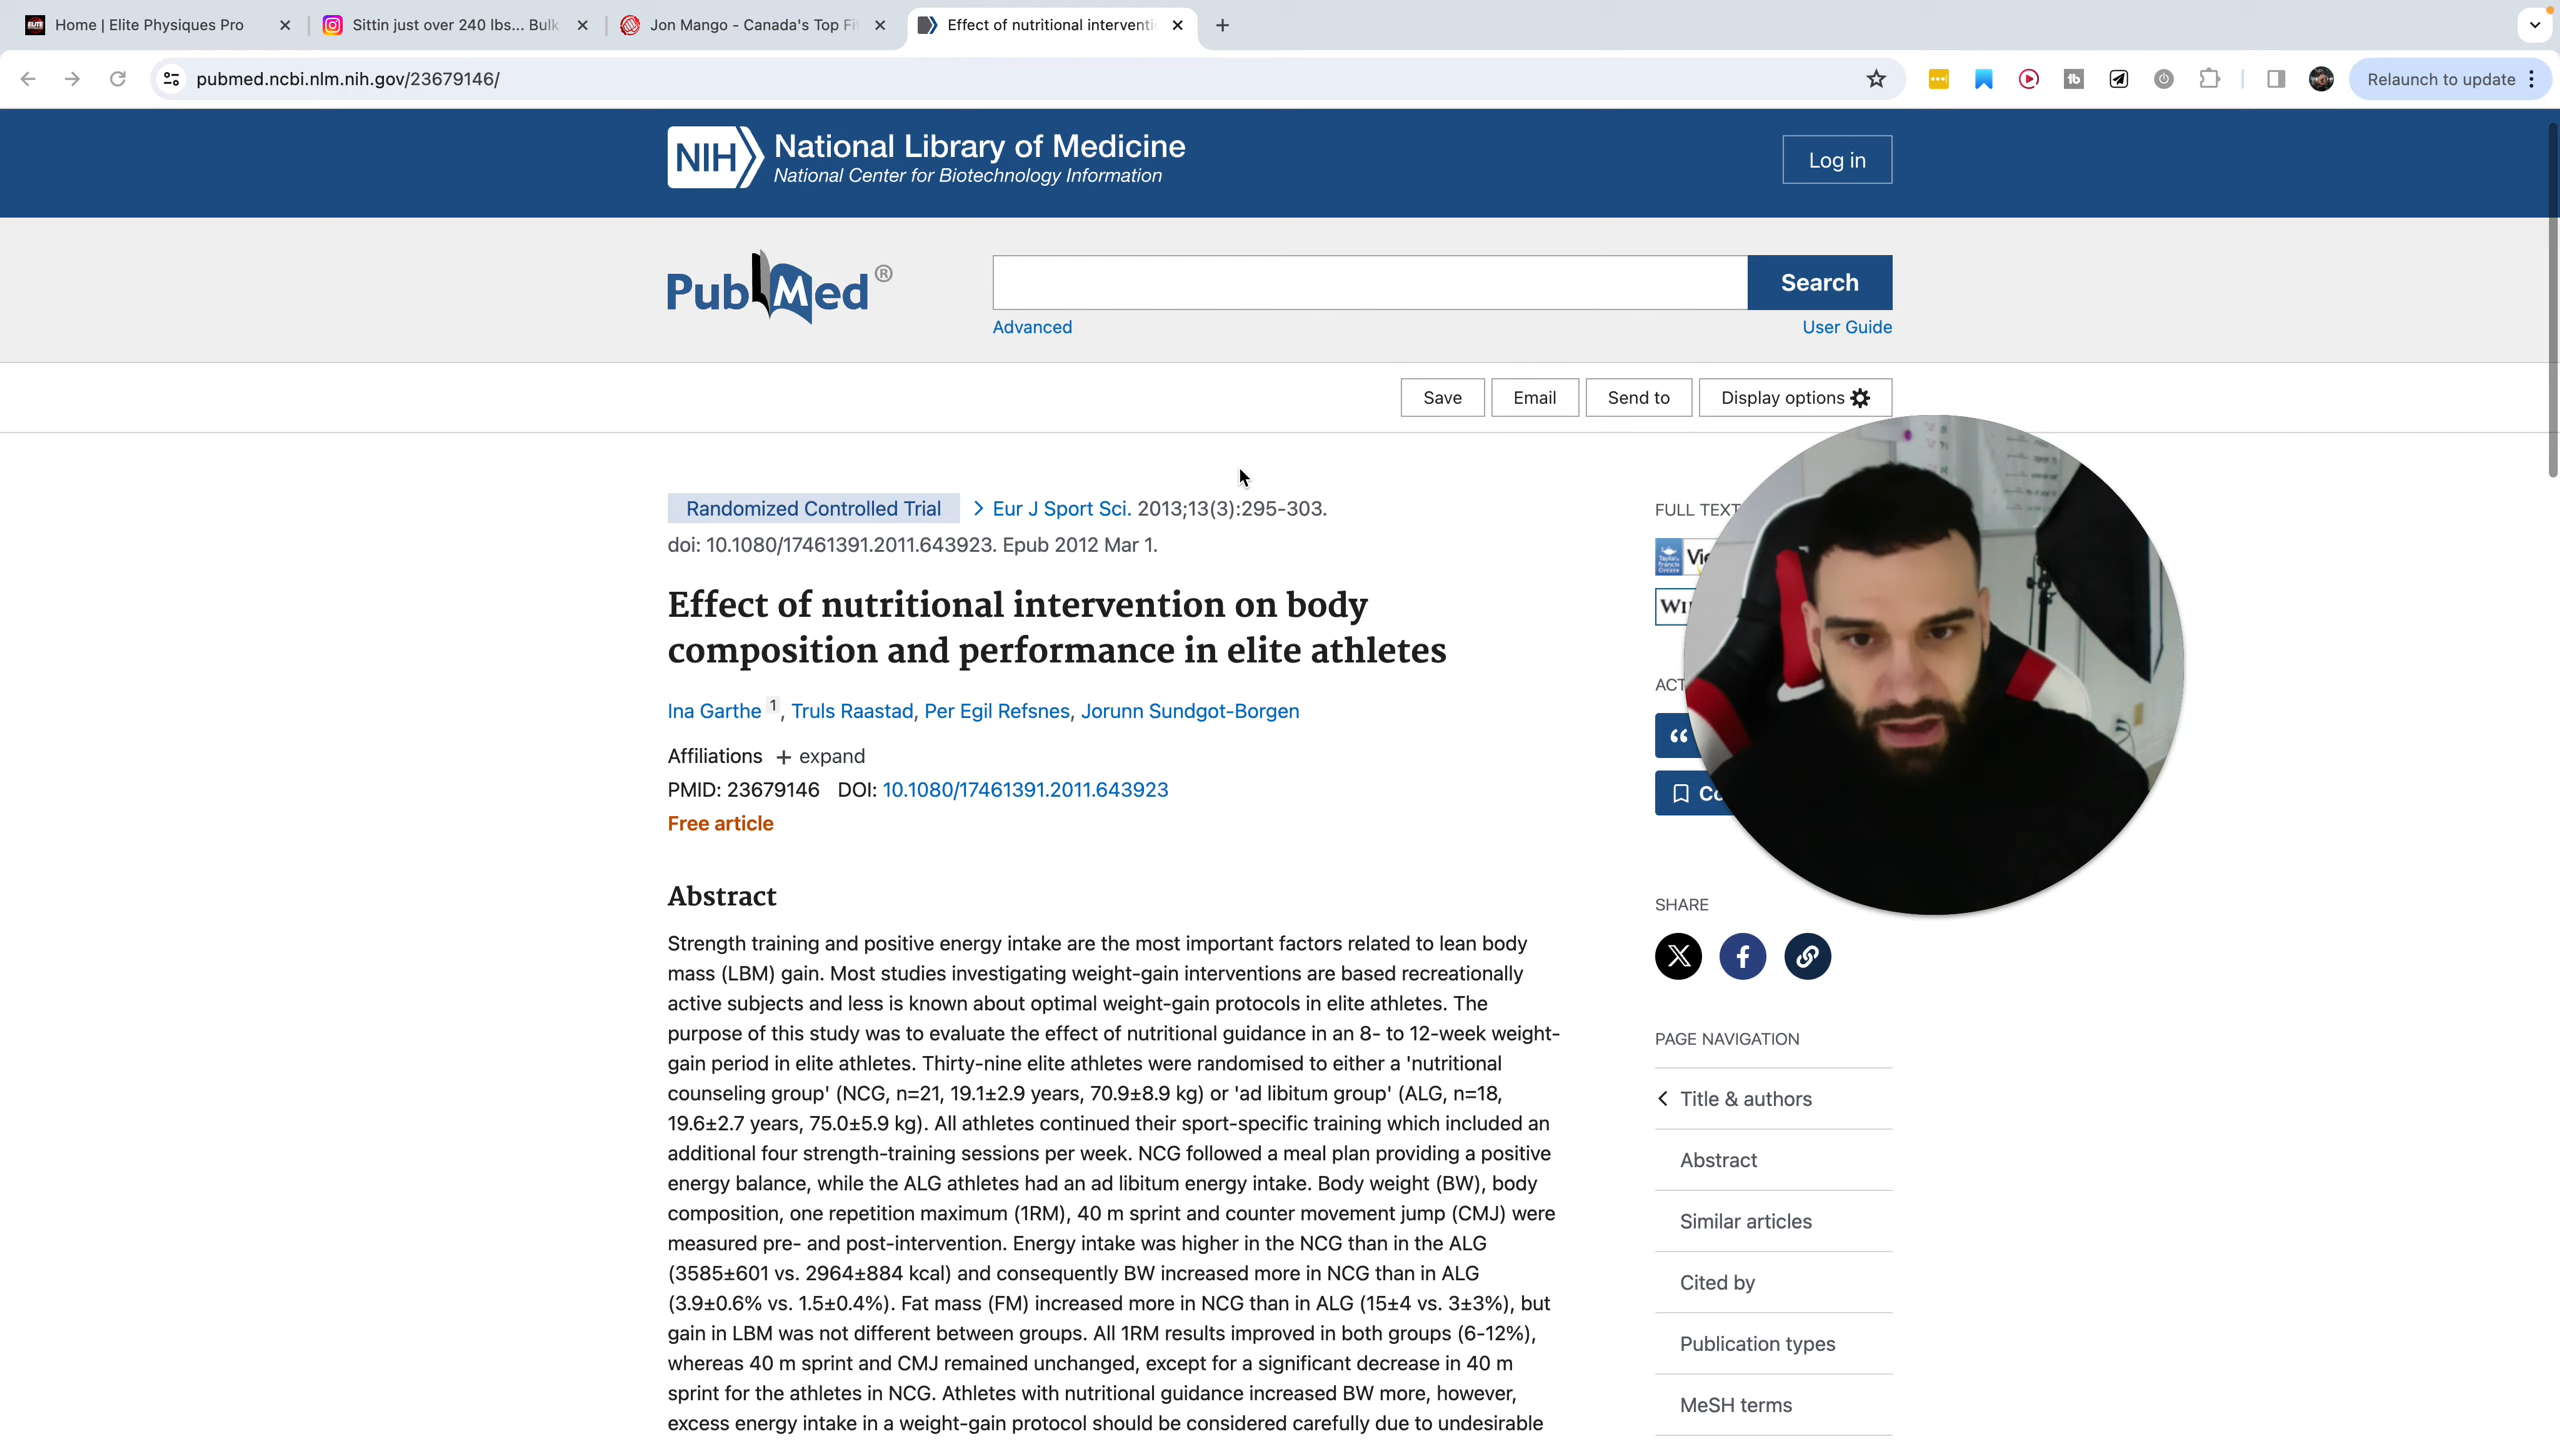 Home | Elite Physiques Pro
Sittin just over 240 lbs... Bulk
Jon Mango - Canada's Top Fi
Effect of nutritional interventi
pubmed.ncbi.nlm.nih.gov/23679146/
Relaunch to update
NIH National Library of Medicine
National Center for Biotechnology Information
Log in
PubMed®
Search
Advanced
User Guide
Save
Email
Send to
Display options
Randomized Controlled Trial
Eur J Sport Sci. 2013;13(3):295-303.
doi: 10.1080/17461391.2011.643923. Epub 2012 Mar 1.
Effect of nutritional intervention on body
composition and performance in elite athletes
Ina Garthe 1, Truls Raastad, Per Egil Refsnes, Jorunn Sundgot-Borgen
Affiliations + expand
PMID: 23679146 DOI: 10.1080/17461391.2011.643923
Free article
Abstract
Strength training and positive energy intake are the most important factors related to lean body
mass (LBM) gain. Most studies investigating weight-gain interventions are based recreationally
active subjects and less is known about optimal weight-gain protocols in elite athletes. The
purpose of this study was to evaluate the effect of nutritional guidance in an 8- to 12-week weight-
gain period in elite athletes. Thirty-nine elite athletes were randomised to either a 'nutritional
counseling group' (NCG, n=21, 19.1±2.9 years, 70.9±8.9 kg) or 'ad libitum group' (ALG, n=18,
19.6±2.7 years, 75.0±5.9 kg). All athletes continued their sport-specific training which included an
additional four strength-training sessions per week. NCG followed a meal plan providing a positive
energy balance, while the ALG athletes had an ad libitum energy intake. Body weight (BW), body
composition, one repetition maximum (1RM), 40 m sprint and counter movement jump (CMJ) were
measured pre- and post-intervention. Energy intake was higher in the NCG than in the ALG
(3585±601 vs. 2964±884 kcal) and consequently BW increased more in NCG than in ALG
(3.9±0.6% vs. 1.5±0.4%). Fat mass (FM) increased more in NCG than in ALG (15±4 vs. 3±3%), but
gain in LBM was not different between groups. All 1RM results improved in both groups (6-12%),
whereas 40 m sprint and CMJ remained unchanged, except for a significant decrease in 40 m
sprint for the athletes in NCG. Athletes with nutritional guidance increased BW more, however,
excess energy intake in a weight-gain protocol should be considered carefully due to undesirable
FULL TEXT
SHARE
PAGE NAVIGATION
Title & authors
Abstract
Similar articles
Cited by
Publication types
MeSH terms